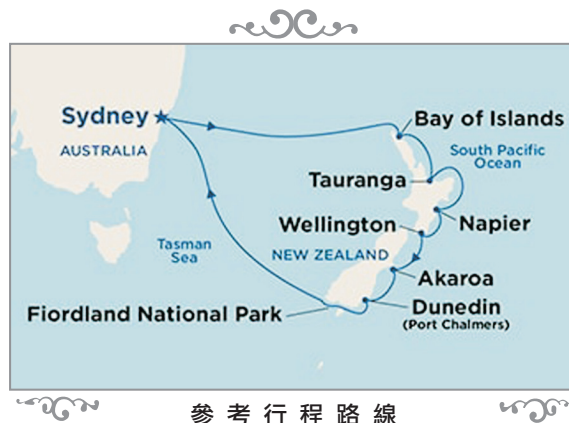 Sydney
AUSTRALIA
Bay of Islands
South Pacific
Ocean
Tauranga
Wellington
Napier
Tasman
Sea
NEW ZEALAND
Akaroa
Fiordland National Park
Dunedin
(Port Chalmers)
參考行程路線